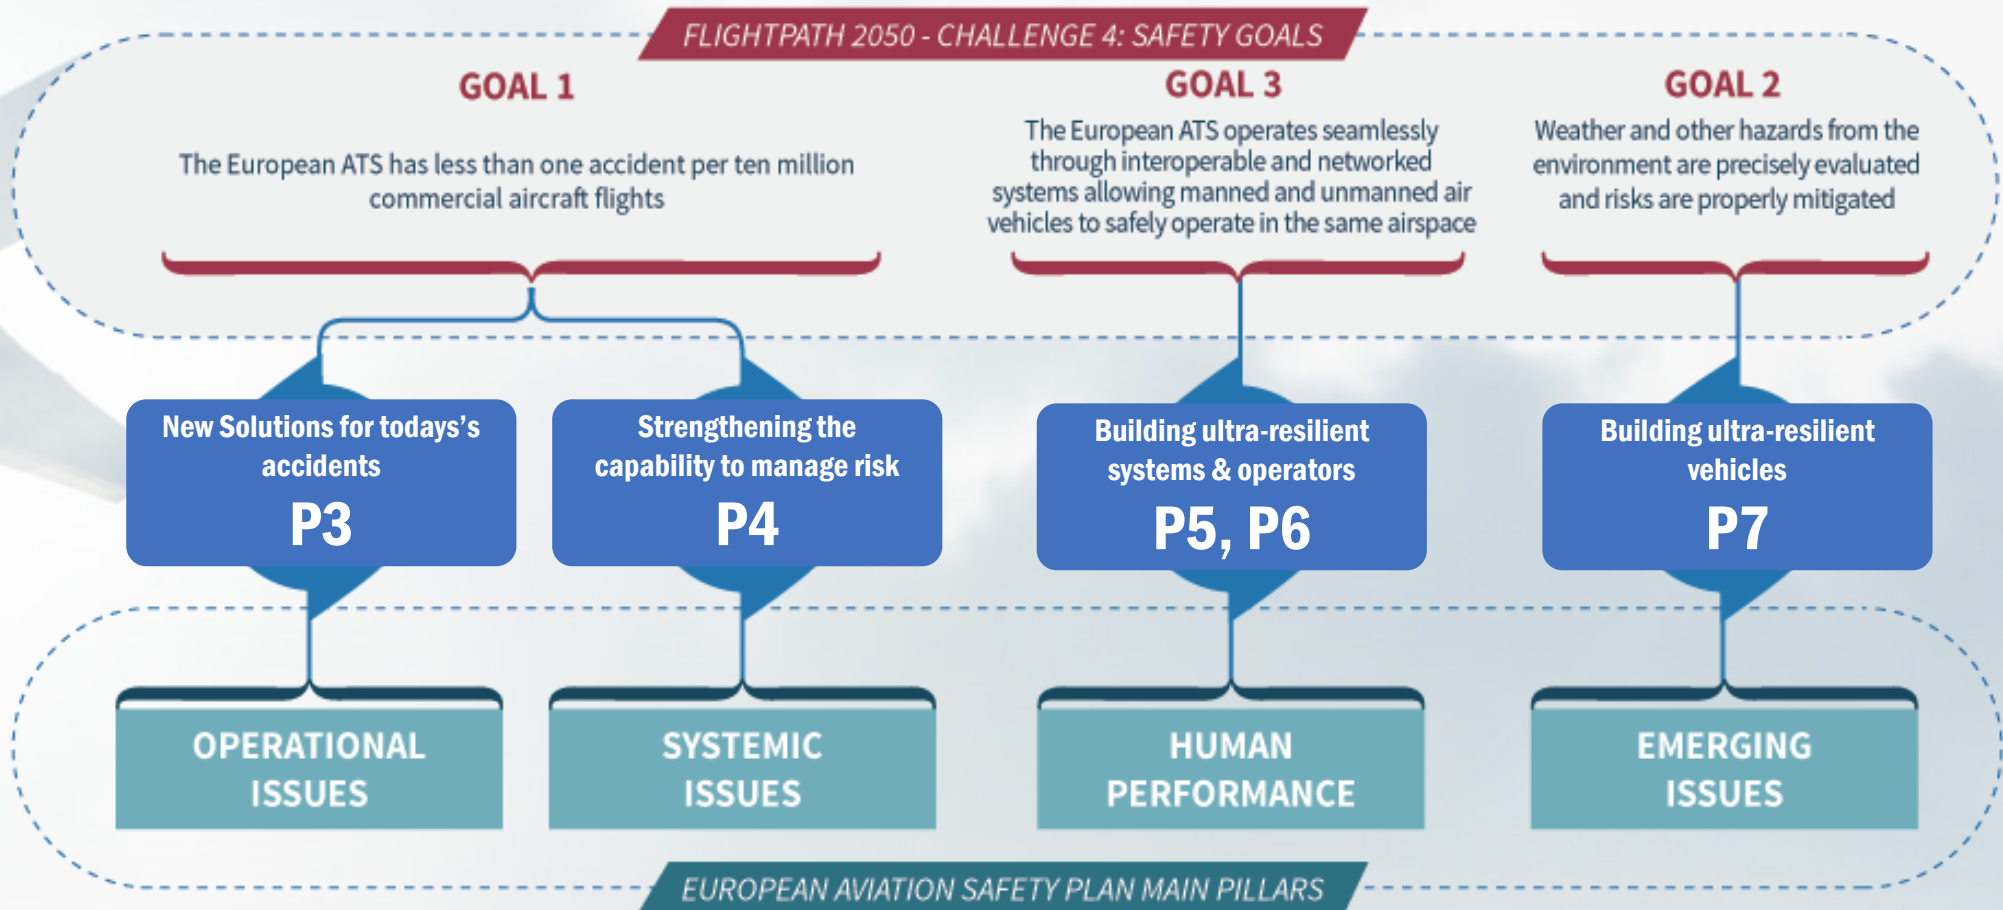 FLIGHTPATH 2050 - CHALLENGE 4: SAFETY GOALS
GOAL 1
The European ATS has less than one accident per ten million
commercial aircraft flights
GOAL 3
The European ATS operates seamlessly
through interoperable and networked
systems allowing manned and unmanned air
vehicles to safely operate in the same airspace
GOAL 2
Weather and other hazards from the
environment are precisely evaluated
and risks are properly mitigated
New Solutions for todays’s
accidents
P3
Strengthening the
capability to manage risk
P4
Building ultra-resilient
systems & operators
P5, P6
Building ultra-resilient
vehicles
P7
OPERATIONAL
ISSUES
SYSTEMIC
ISSUES
HUMAN
PERFORMANCE
EMERGING
ISSUES
EUROPEAN AVIATION SAFETY PLAN MAIN PILLARS